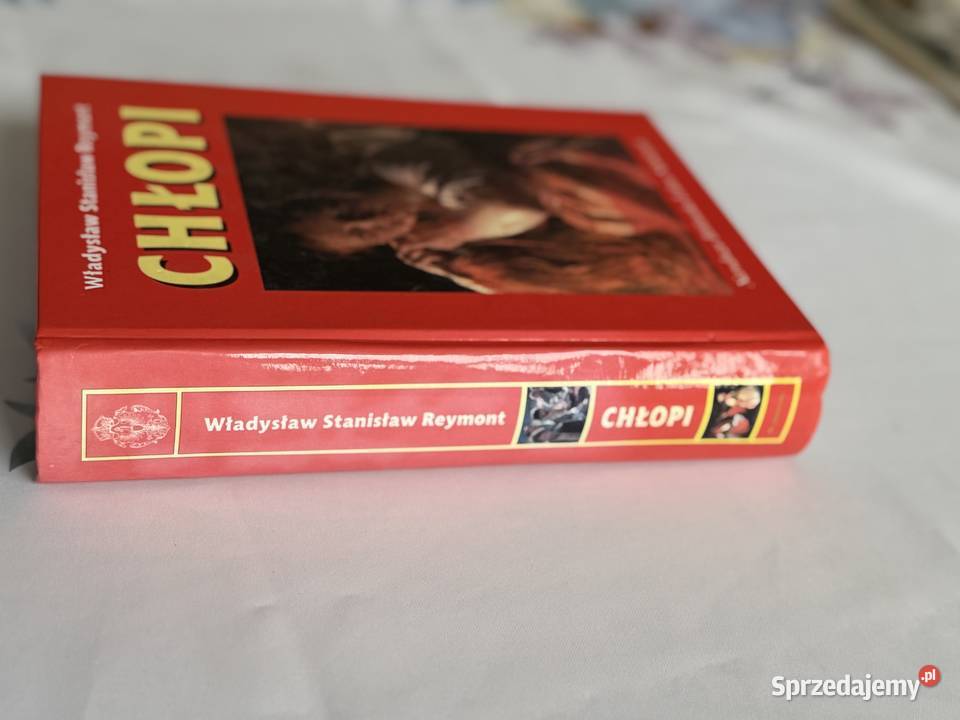 Władysław Stanisław Reymont
CHŁOPI
Władysław Stanisław Reymont
CHŁOPI
Sprzedajemy.pl